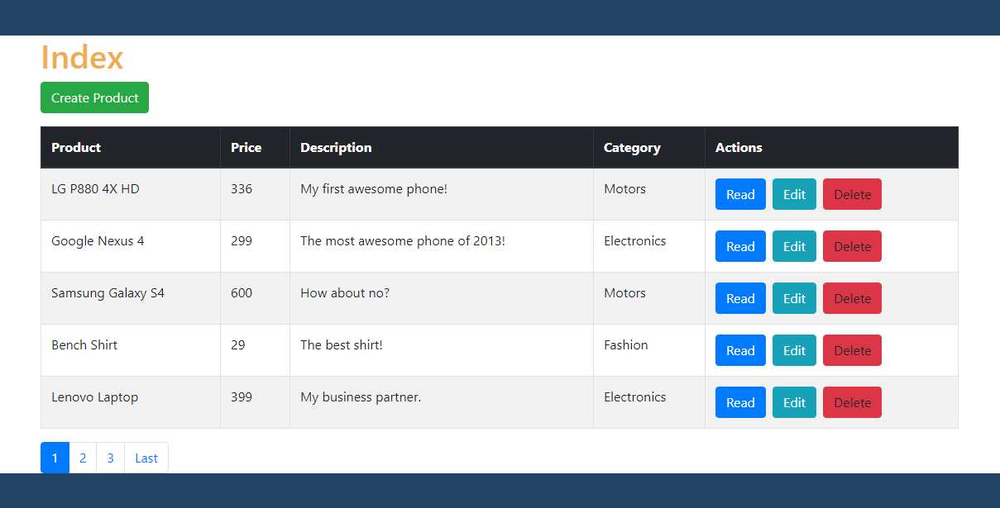 Index
Create Product
Product Price Description Category Actions
LG P880 4X HD 336 My first awesome phone! Motors Read Edit Delete
Google Nexus 4 299 The most awesome phone of 2013! Electronics Read Edit Delete
Samsung Galaxy S4 600 How about no? Motors Read Edit Delete
Bench Shirt 29 The best shirt! Fashion Read Edit Delete
Lenovo Laptop 399 My business partner. Electronics Read Edit Delete
1 2 3 Last